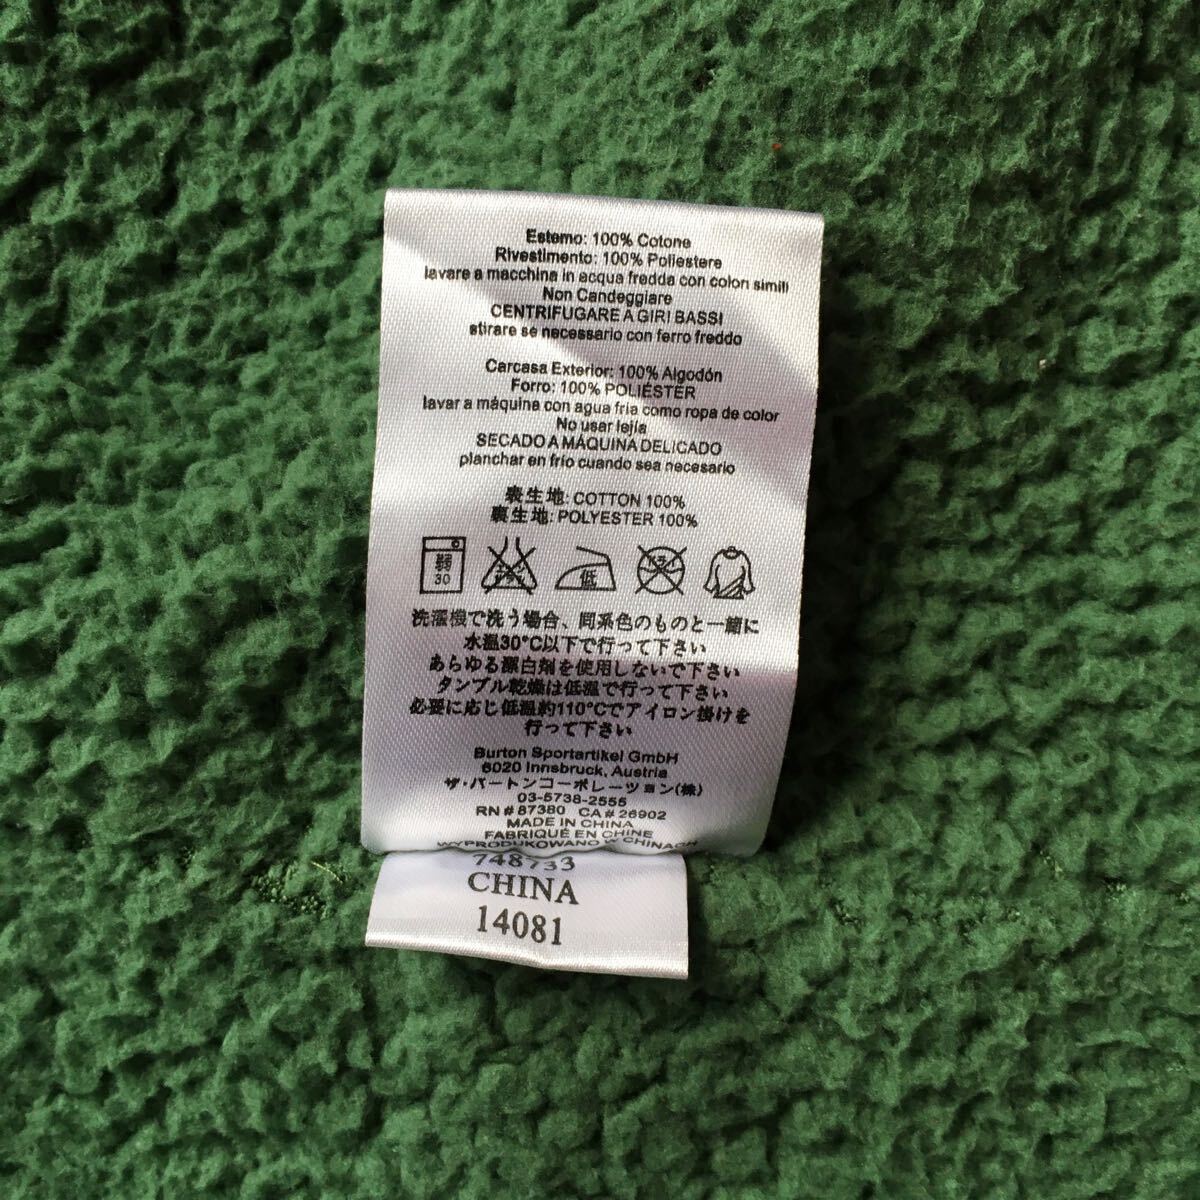 Esterno: 100% Cotone
Rivestimento: 100% Poliestere
lavare a macchina in acqua fredda con colori simili
Non Candeggiare
CENTRIFUGARE A GIRI BASSI
stirare se necessario con ferro freddo
Carcasa Exterior: 100% Algodón
Forro: 100% POLIÉSTER
lavar a máquina con agua fría como ropa de color
No usar lejía
SECADO A MÁQUINA DELICADO
planchar en frío cuando sea necesario
表生地: COTTON 100%
裏生地: POLYESTER 100%
30 低
洗濯機で洗う場合、同系色のものと一緒に
水温30°C以下で行って下さい
あらゆる漂白剤を使用しないで下さい
タンブル乾燥は低温で行って下さい
必要に応じ低温約110°Cでアイロン掛けを
行って下さい
Burton Sportartikel GmbH
6020 Innsbruck, Austria
ザ・バートンコーポレーション(株)
03-5738-2555
RN # 87380 CA # 26902
MADE IN CHINA
FABRIQUÉ EN CHINE
WYPRODUKOWANO W CHINACH
748733
CHINA
14081